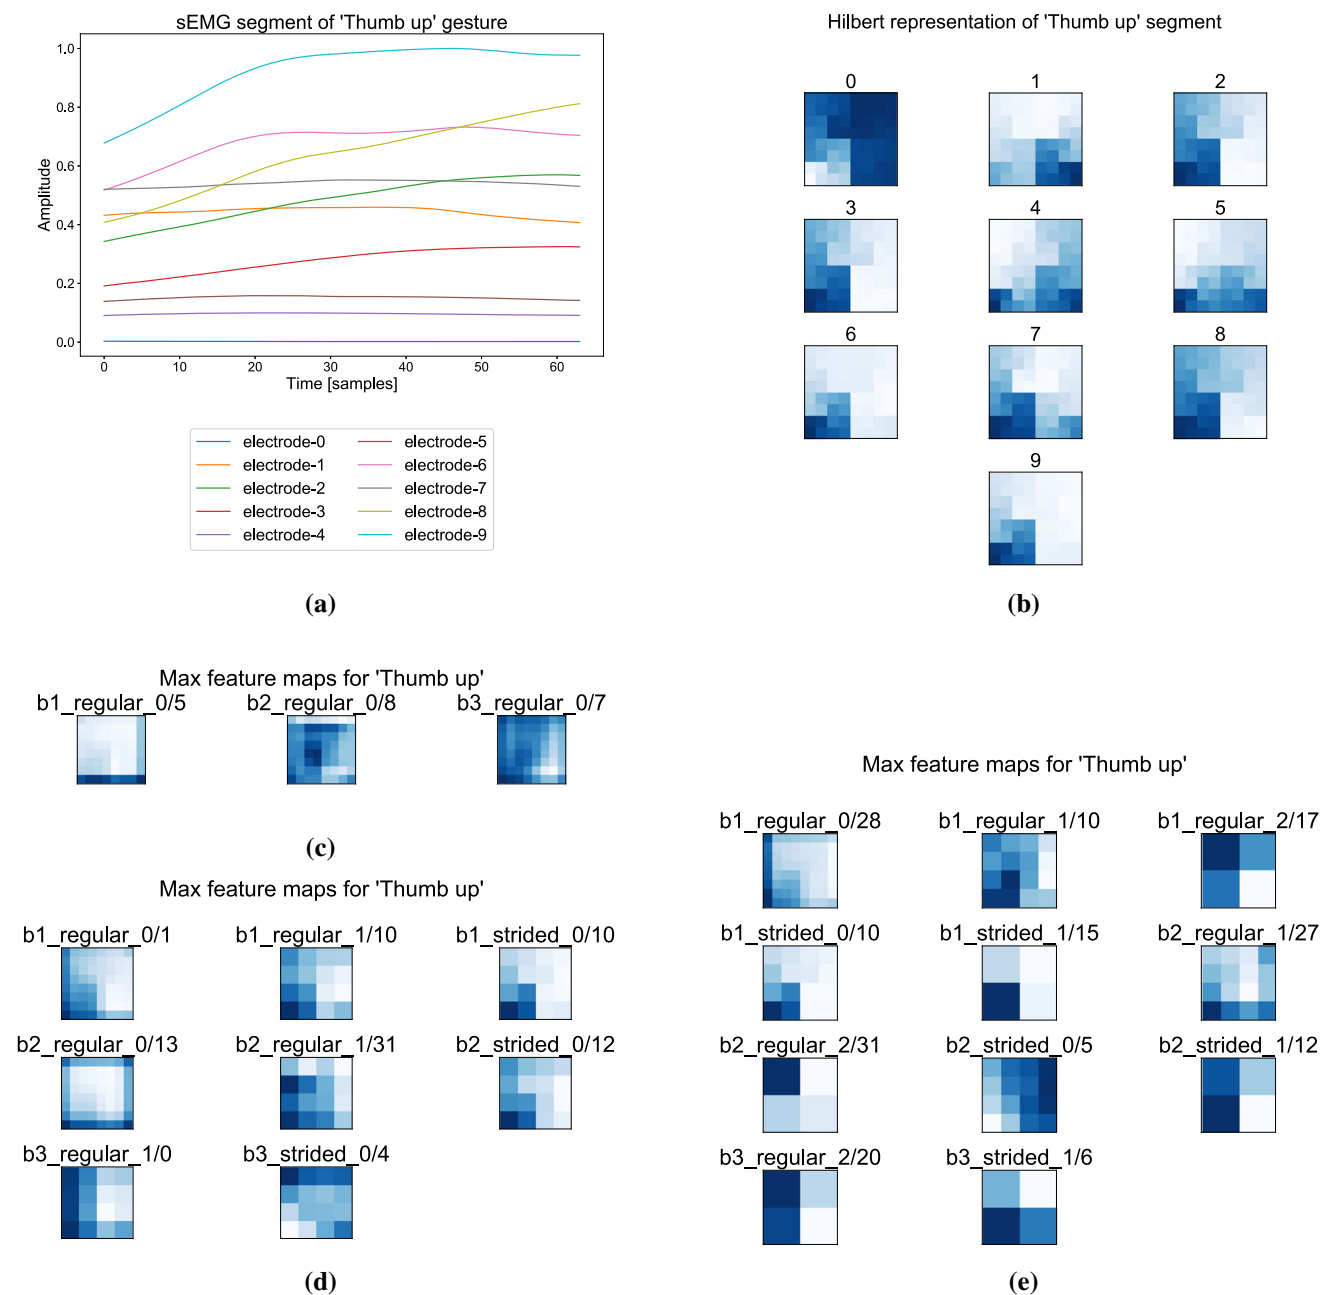 sEMG segment of 'Thumb up' gesture
1.0
0.8
0.6
0.4
0.2
0.0
Amplitude
0 10 20 30 40 50 60
Time [samples]
electrode-0 electrode-5
electrode-1 electrode-6
electrode-2 electrode-7
electrode-3 electrode-8
electrode-4 electrode-9
(a)
Hilbert representation of 'Thumb up' segment
0 1 2
3 4 5
6 7 8
9
(b)
Max feature maps for 'Thumb up'
b1_regular_0/5 b2_regular_0/8 b3_regular_0/7
(c)
Max feature maps for 'Thumb up'
b1_regular_0/1 b1_regular_1/10 b1_strided_0/10
b2_regular_0/13 b2_regular_1/31 b2_strided_0/12
b3_regular_1/0 b3_strided_0/4
(d)
Max feature maps for 'Thumb up'
b1_regular_0/28 b1_regular_1/10 b1_regular_2/17
b1_strided_0/10 b1_strided_1/15 b2_regular_1/27
b2_regular_2/31 b2_strided_0/5 b2_strided_1/12
b3_regular_2/20 b3_strided_1/6
(e)